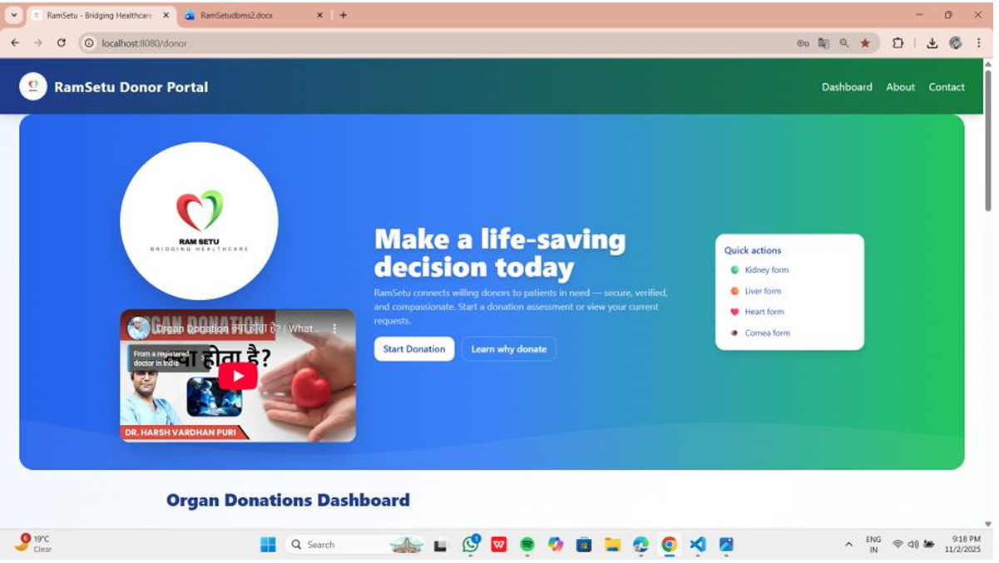 RamSetu - Bridging Healthcare
RamSetudbms2.docx
localhost:8080/donor
RamSetu Donor Portal
Dashboard
About
Contact
RAM SETU
BRIDGING HEALTHCARE
Make a life-saving
decision today
RamSetu connects willing donors to patients in need — secure, verified,
and compassionate. Start a donation assessment or view your current
requests.
Start Donation
Learn why donate
Quick actions
Kidney form
Liver form
Heart form
Cornea form
Organ Donation क्या होता है? | What...
From a registered
doctor in India
क्या होता है?
DR. HARSH VARDHAN PURI
Organ Donations Dashboard
6
19°C
Clear
Search
1
ENG
IN
9:18 PM
11/2/2025